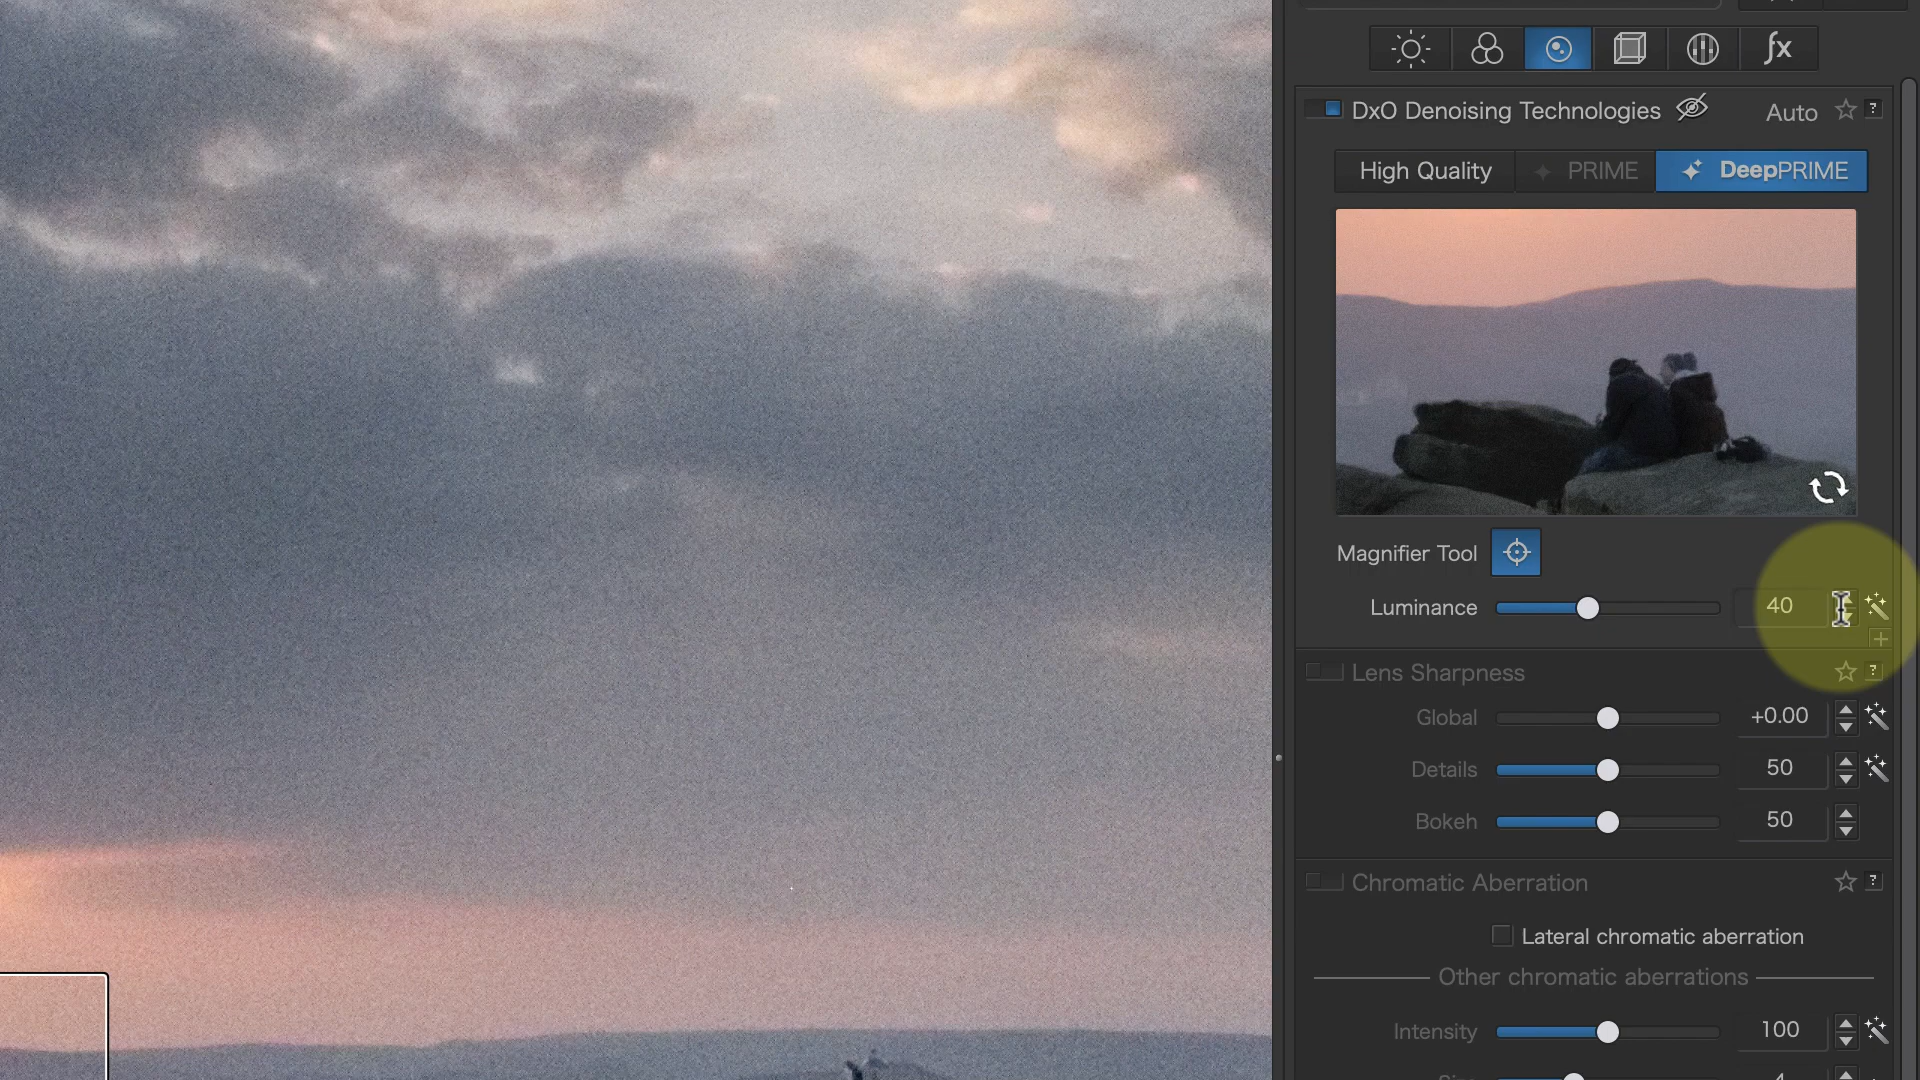 fx
DxO Denoising Technologies Auto ?
High Quality PRIME DeepPRIME
Magnifier Tool
Luminance 40
Lens Sharpness ?
Global +0.00
Details 50
Bokeh 50
Chromatic Aberration ?
Lateral chromatic aberration
Other chromatic aberrations
Intensity 100